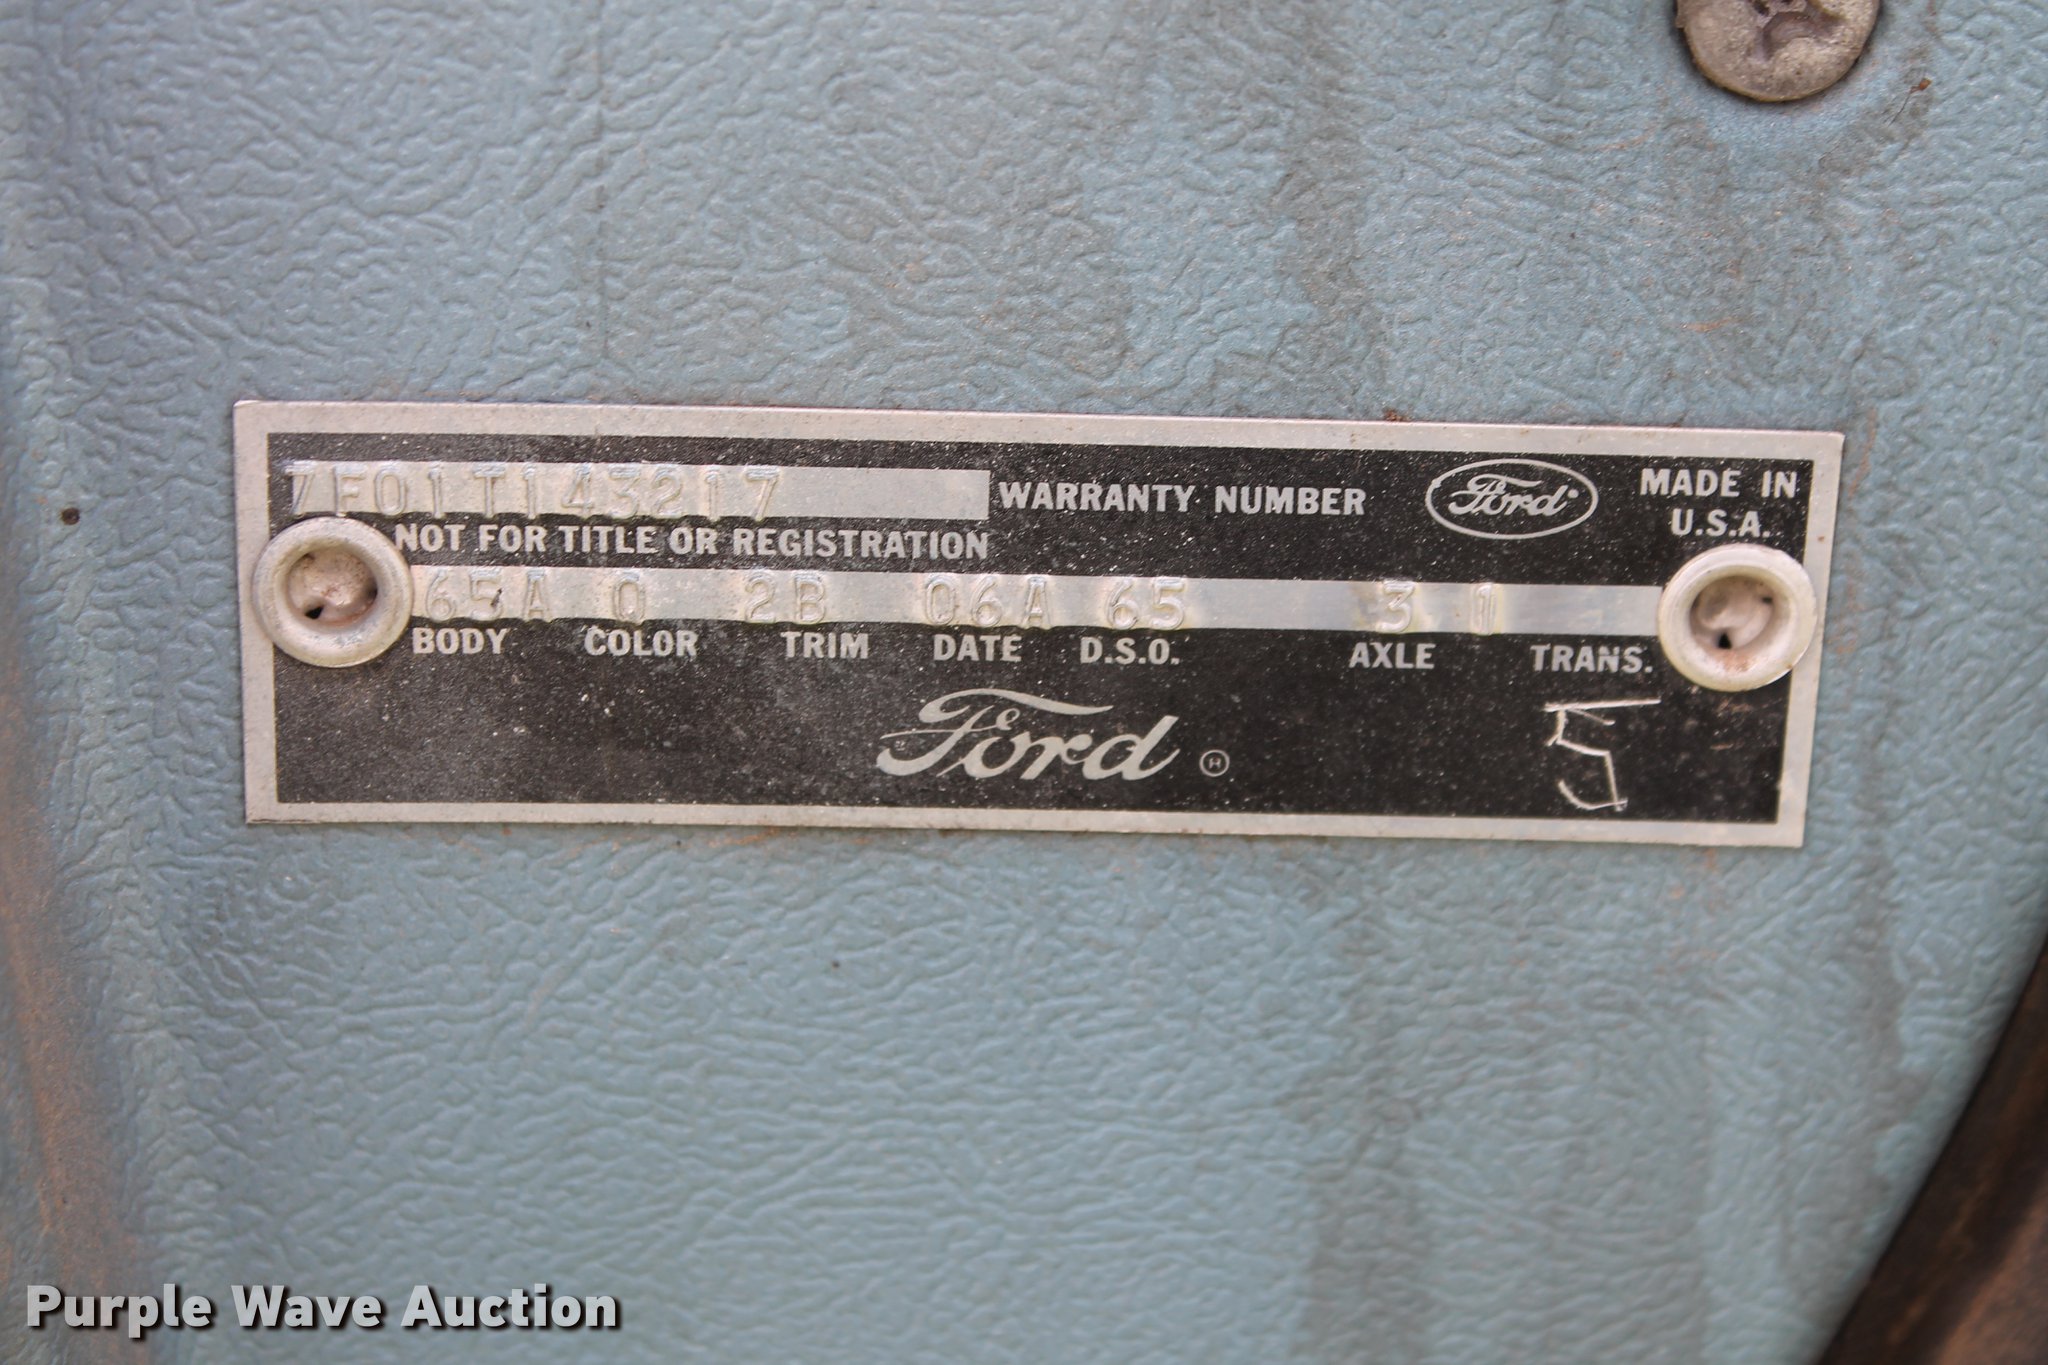 7F01T143217 WARRANTY NUMBER Ford MADE IN
U.S.A.
NOT FOR TITLE OR REGISTRATION
65A 0 2B 06A 65 3 1
BODY COLOR TRIM DATE D.S.O. AXLE TRANS.
Ford
5
Purple Wave Auction